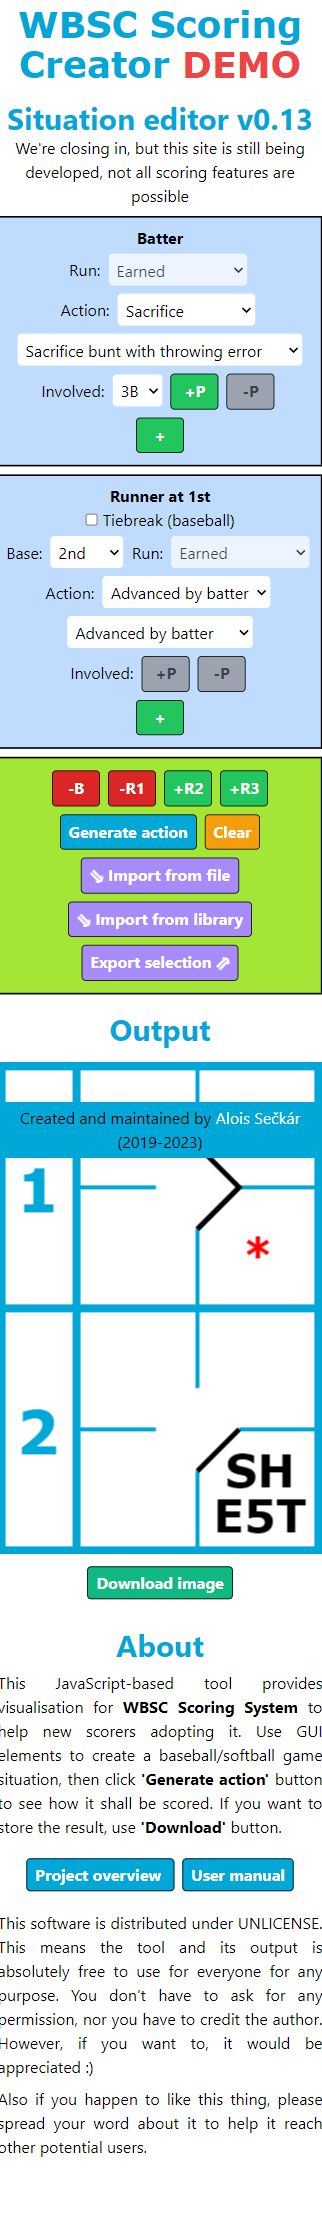 WBSC Scoring
Creator DEMO
Situation editor v0.13
We're closing in, but this site is still being
developed, not all scoring features are
possible
Batter
Run: Earned
Action: Sacrifice
Sacrifice bunt with throwing error
Involved: 3B +P -P
+
Runner at 1st
Tiebreak (baseball)
Base: 2nd Run: Earned
Action: Advanced by batter
Advanced by batter
Involved: +P -P
+
-B -R1 +R2 +R3
Generate action Clear
⇘ Import from file
⇘ Import from library
Export selection ⇗
Output
Created and maintained by Alois Sečkár
(2019-2023)
1
*
2
SH
E5T
Download image
About
This JavaScript-based tool provides
visualisation for WBSC Scoring System to
help new scorers adopting it. Use GUI
elements to create a baseball/softball game
situation, then click 'Generate action' button
to see how it shall be scored. If you want to
store the result, use 'Download' button.
Project overview User manual
This software is distributed under UNLICENSE.
This means the tool and its output is
absolutely free to use for everyone for any
purpose. You don't have to ask for any
permission, nor you have to credit the author.
However, if you want to, it would be
appreciated :)
Also if you happen to like this thing, please
spread your word about it to help it reach
other potential users.